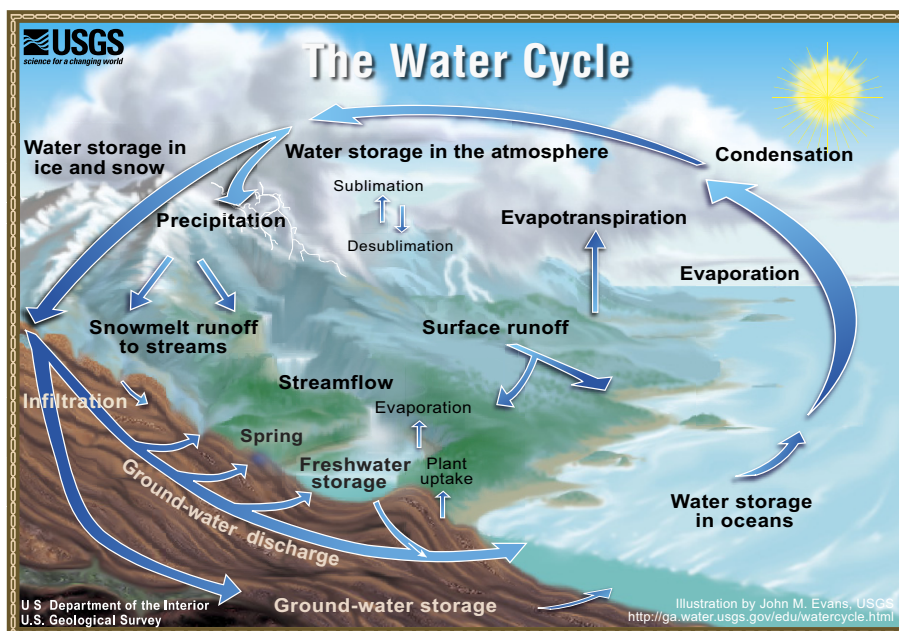 USGS
science for a changing world
The Water Cycle
Water storage in
ice and snow
Water storage in the atmosphere
Condensation
Sublimation
Precipitation
Evapotranspiration
Desublimation
Evaporation
Snowmelt runoff
to streams
Surface runoff
Streamflow
Infiltration
Evaporation
Spring
Freshwater
storage
Plant
uptake
Water storage
in oceans
Ground-water discharge
Ground-water storage
U S Department of the Interior
U.S. Geological Survey
Illustration by John M. Evans, USGS
http://ga.water.usgs.gov/edu/watercycle.html